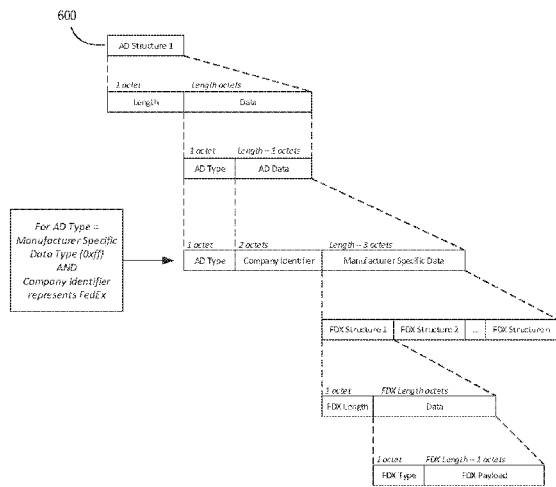 600
AD Structure 1
1 octet Length octets
Length Data
1 octet Length – 1 octets
AD Type AD Data
For AD Type =
Manufacturer Specific
Data Type (0xff)
AND
Company Identifier
represents FedEx
1 octet 2 octets Length – 3 octets
AD Type Company Identifier Manufacturer Specific Data
FDX Structure 1 FDX Structure 2 ... FDX Structure n
1 octet FDX Length octets
FDX Length Data
1 octet FDX Length – 1 octets
FDX Type FDX Payload